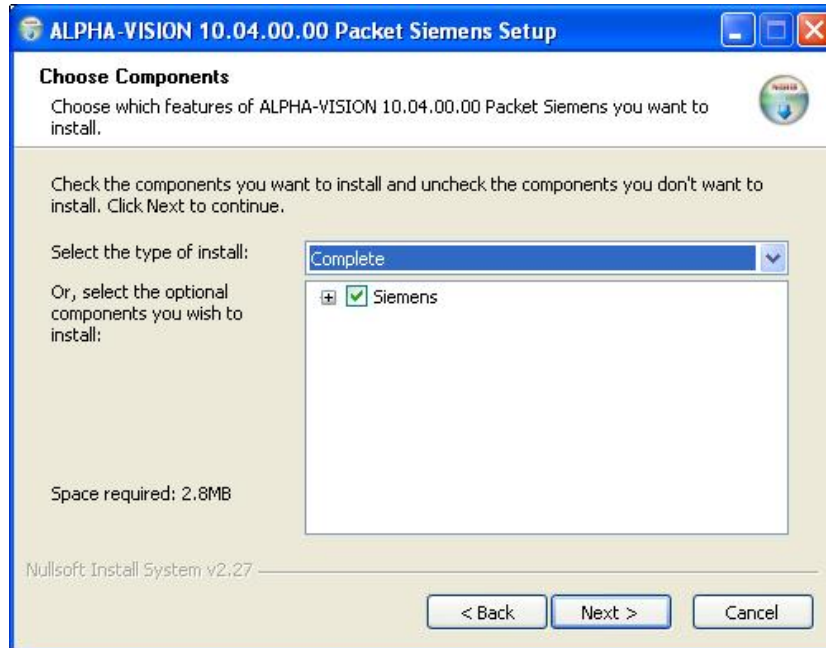 ALPHA-VISION 10.04.00.00 Packet Siemens Setup
Choose Components
Choose which features of ALPHA-VISION 10.04.00.00 Packet Siemens you want to
install.
Check the components you want to install and uncheck the components you don't want to
install. Click Next to continue.
Select the type of install:
Complete
Or, select the optional
components you wish to
install:
Siemens
Space required: 2.8MB
Nullsoft Install System v2.27
< Back
Next >
Cancel